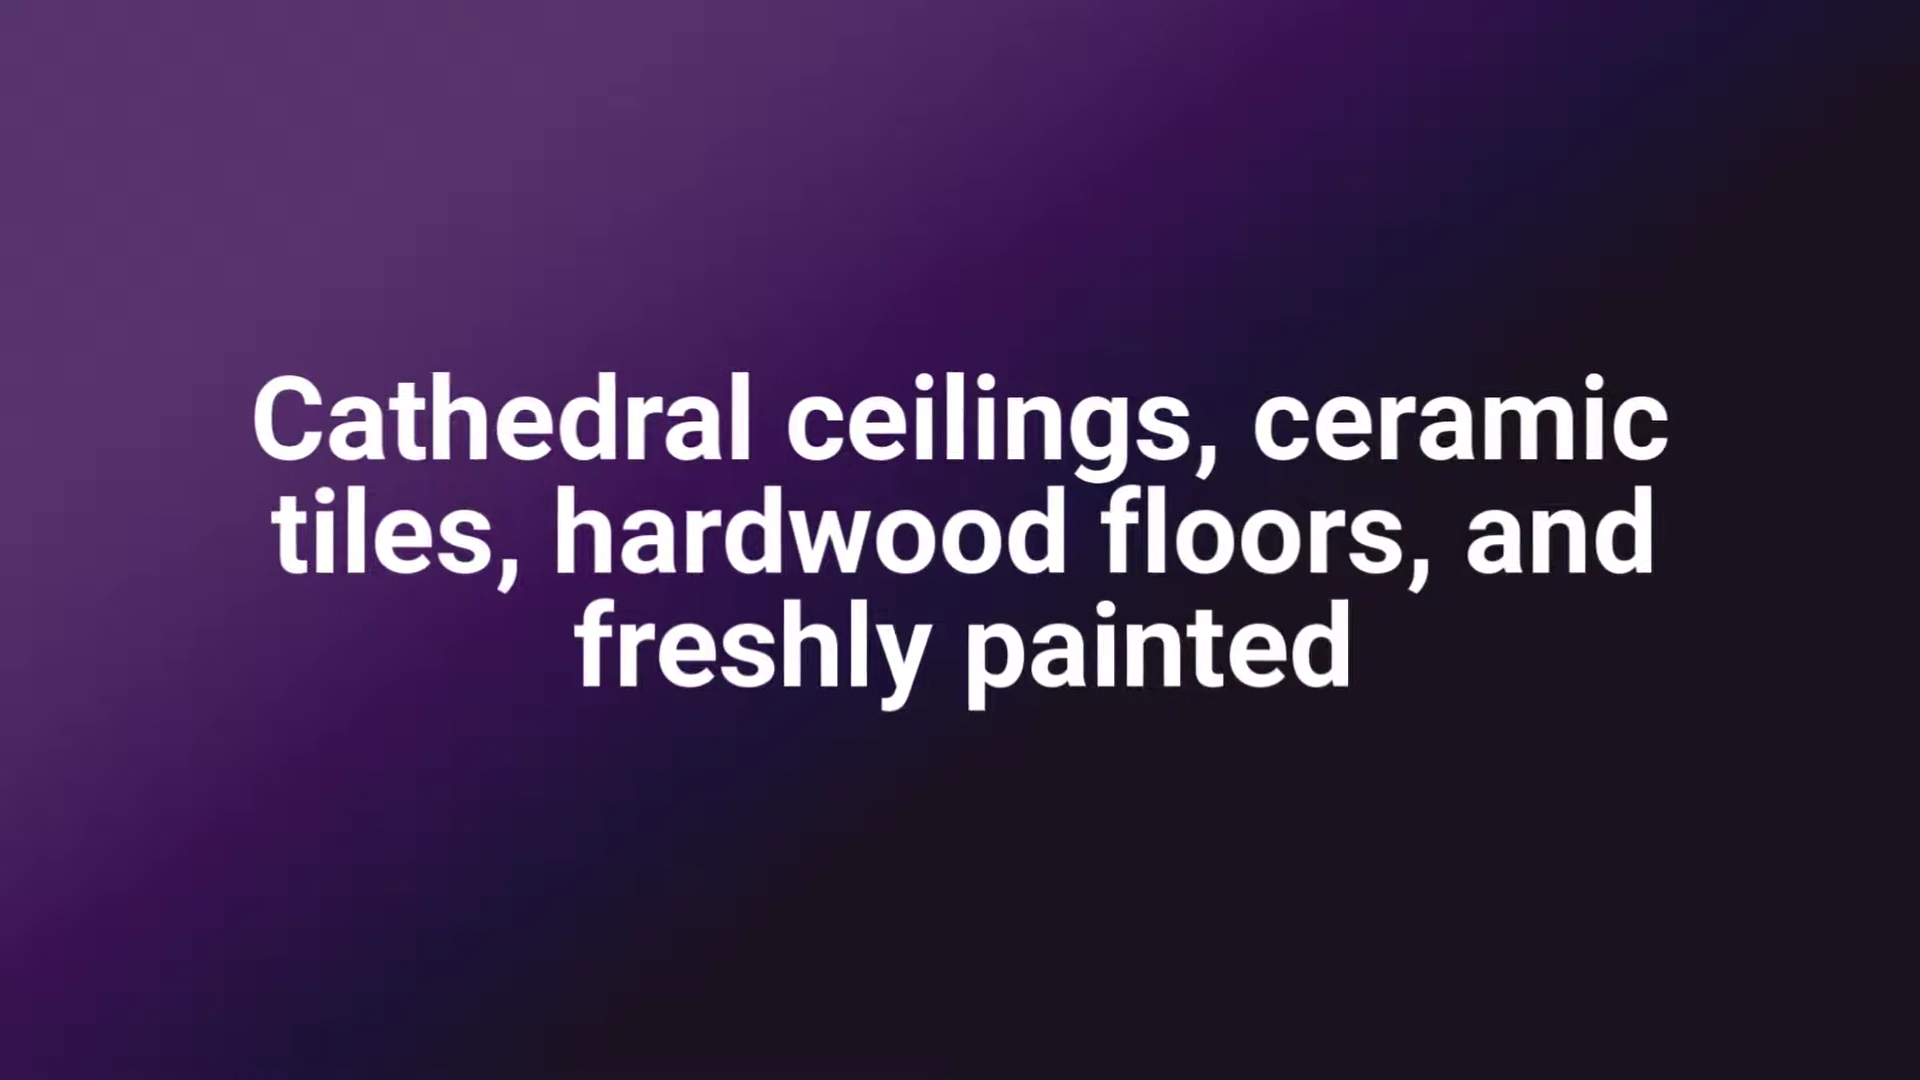 Cathedral ceilings, ceramic
tiles, hardwood floors, and
freshly painted